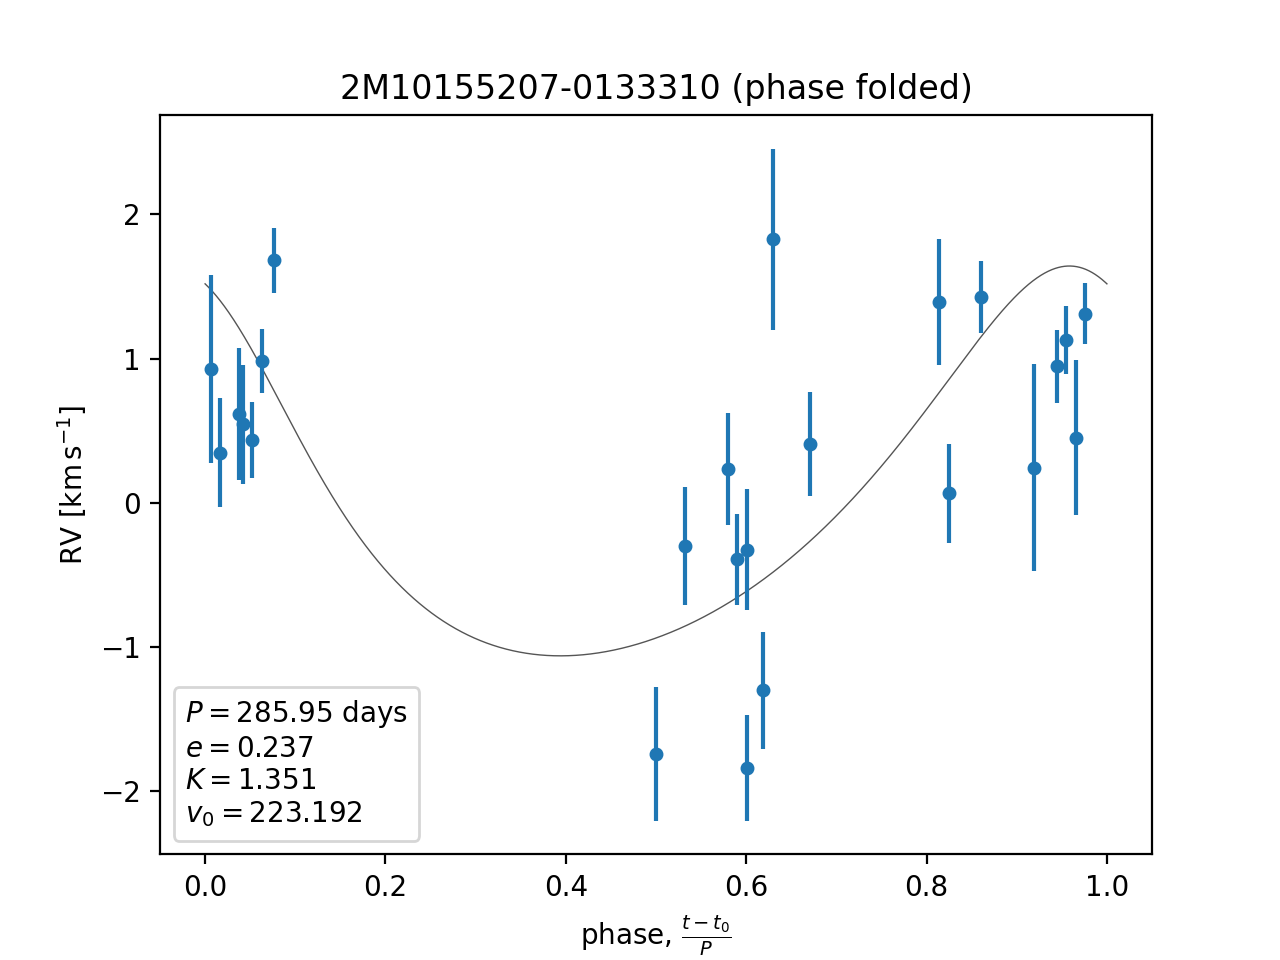 2M10155207-0133310 (phase folded)
RV [km s⁻¹]
2
1
0
−1
−2
P = 285.95 days
e = 0.237
K = 1.351
v₀ = 223.192
0.0 0.2 0.4 0.6 0.8 1.0
phase, (t − t₀)/P